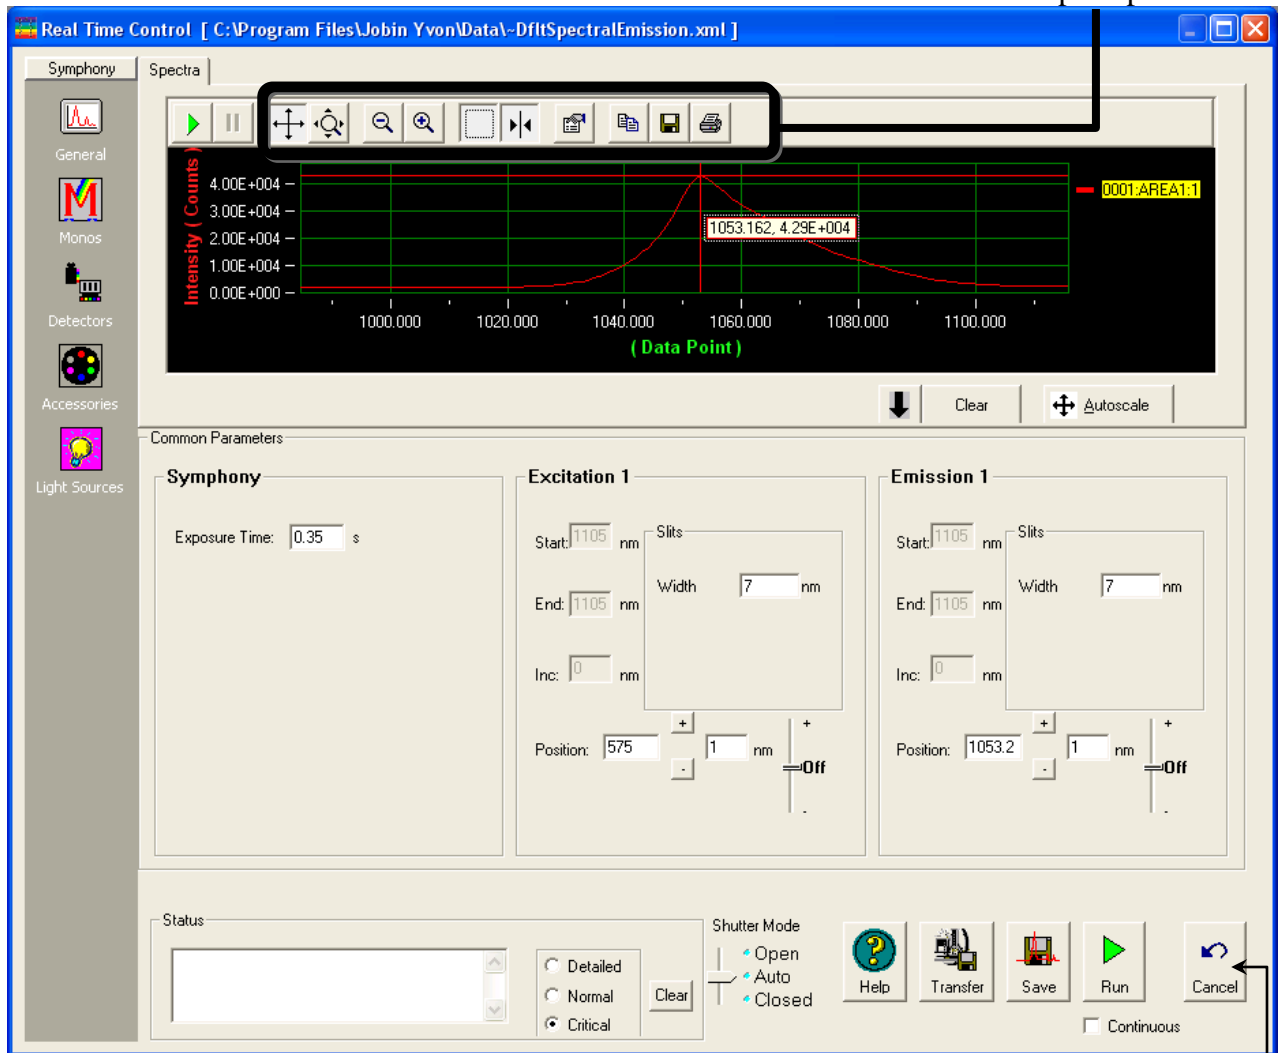 Real Time Control [ C:\Program Files\Jobin Yvon\Data\~DfltSpectralEmission.xml ]
Symphony
Spectra
General
Monos
Detectors
Accessories
Light Sources
Intensity ( Counts )
4.00E+004
3.00E+004
2.00E+004
1.00E+004
0.00E+000
1053.162, 4.29E+004
0001:AREA1:1
1000.000 1020.000 1040.000 1060.000 1080.000 1100.000
( Data Point )
Clear
Autoscale
Common Parameters
Symphony
Exposure Time: 0.35 s
Excitation 1
Start: 1105 nm
End: 1105 nm
Inc: 0 nm
Slits
Width 7 nm
Position: 575 + - 1 nm
+
Off
-
Emission 1
Start: 1105 nm
End: 1105 nm
Inc: 0 nm
Slits
Width 7 nm
Position: 1053.2 + - 1 nm
+
Off
-
Status
Detailed
Normal
Critical
Clear
Shutter Mode
Open
Auto
Closed
Help
Transfer
Save
Run
Cancel
Continuous